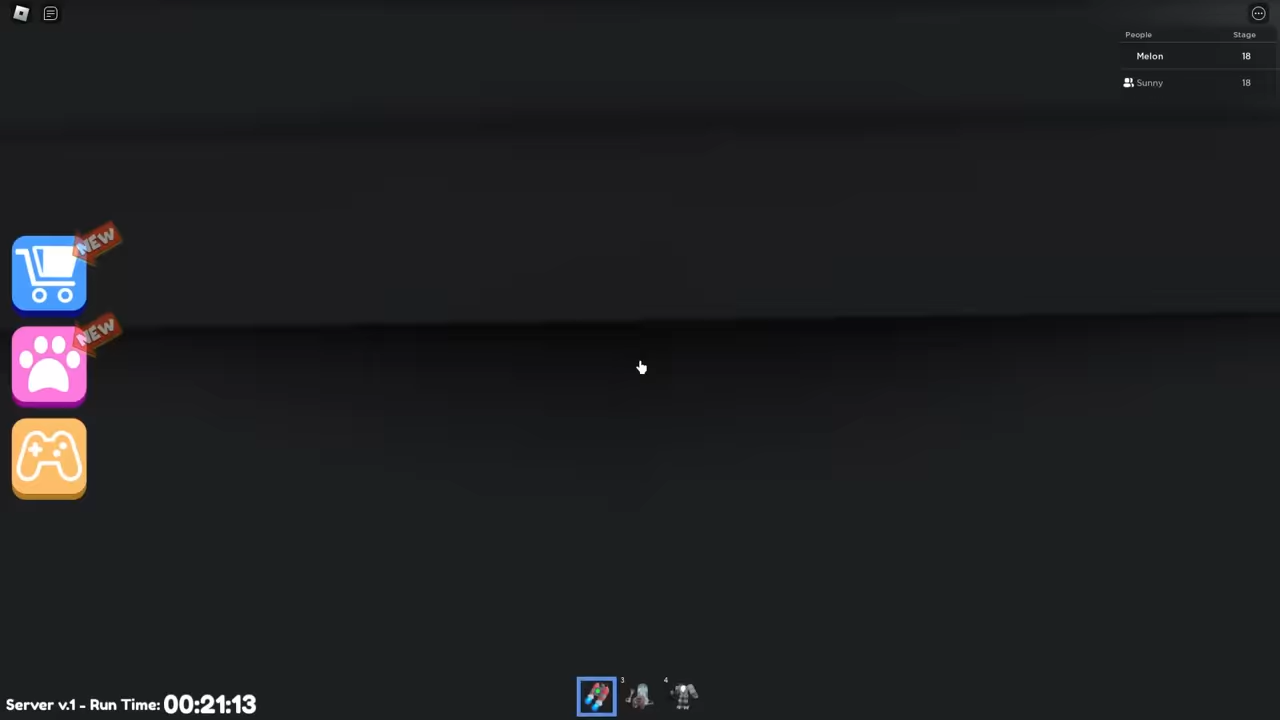 People Stage
Melon 18
Sunny 18
NEW
NEW
3 4
Server v.1 - Run Time: 00:21:13